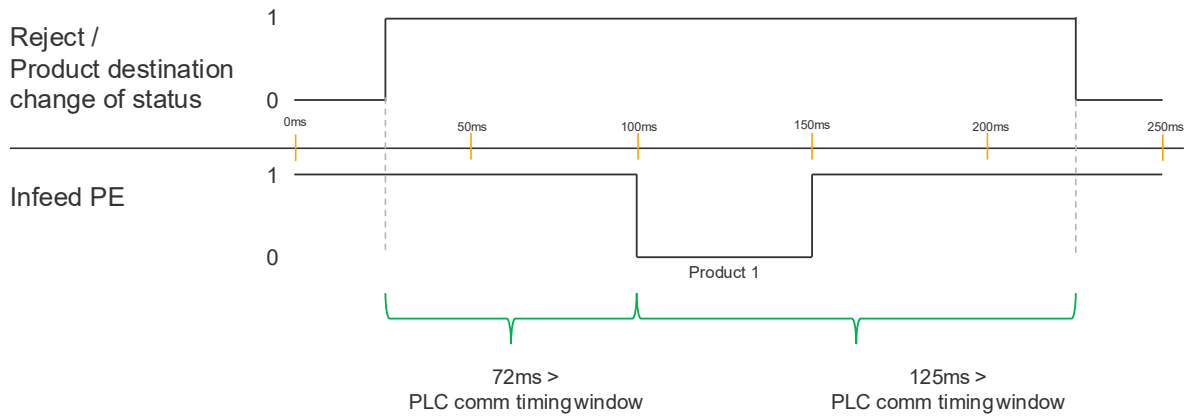 1
Reject /
Product destination
change of status
0
0ms
50ms
100ms
150ms
200ms
250ms
1
Infeed PE
0
Product 1
72ms >
PLC comm timing window
125ms >
PLC comm timing window